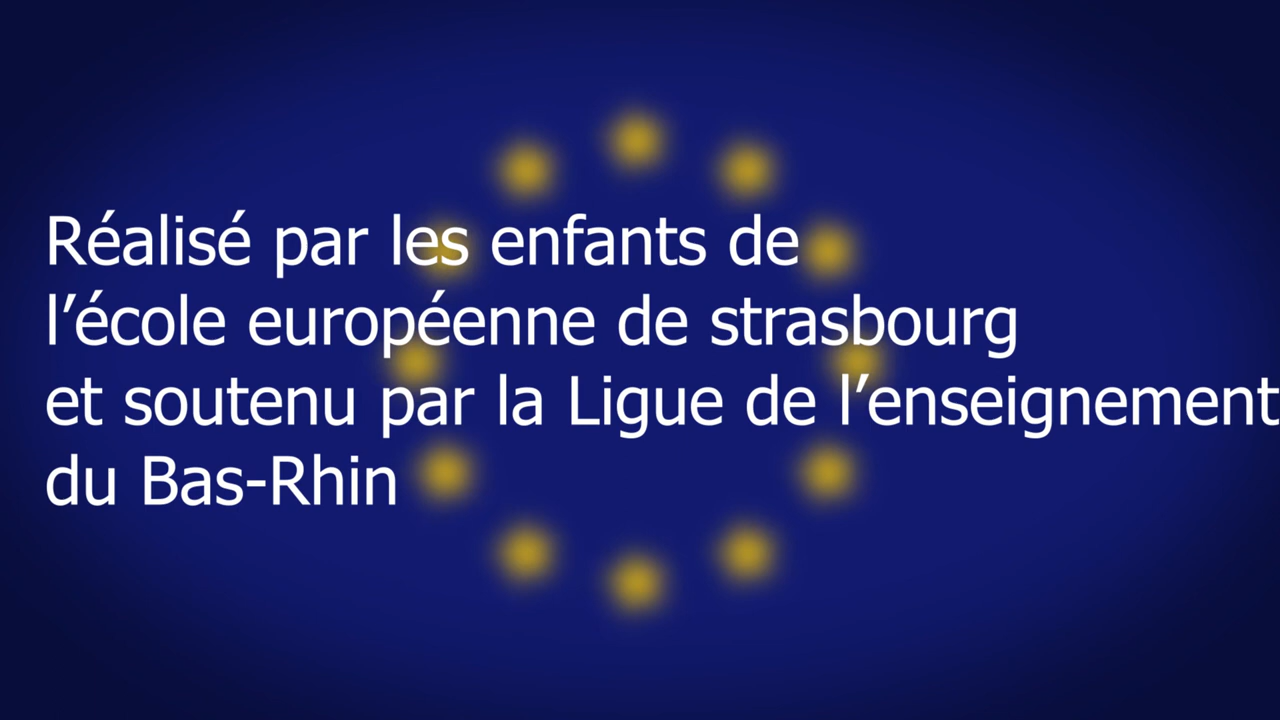 Réalisé par les enfants de
l’école européenne de strasbourg
et soutenu par la Ligue de l’enseignement
du Bas-Rhin